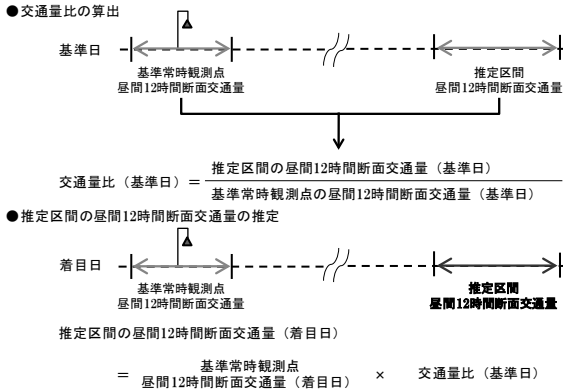 ●交通量比の算出
基準日
基準常時観測点
昼間12時間断面交通量
推定区間
昼間12時間断面交通量
交通量比（基準日）＝
推定区間の昼間12時間断面交通量（基準日）
基準常時観測点の昼間12時間断面交通量（基準日）
●推定区間の昼間12時間断面交通量の推定
着目日
基準常時観測点
昼間12時間断面交通量
推定区間
昼間12時間断面交通量
推定区間の昼間12時間断面交通量（着目日）
＝ 基準常時観測点
昼間12時間断面交通量（着目日） × 交通量比（基準日）